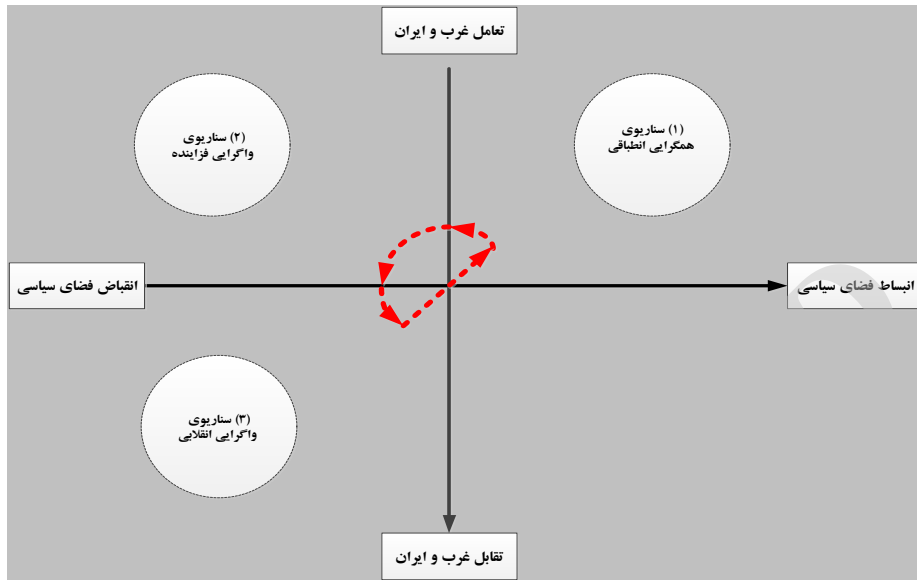 تعامل غرب و ایران
(۱) سناریوی
همگرایی انطباقی
(۲) سناریوی
واگرایی فزاینده
انبساط فضای سیاسی
انقباض فضای سیاسی
(۳) سناریوی
واگرایی انقلابی
تقابل غرب و ایران